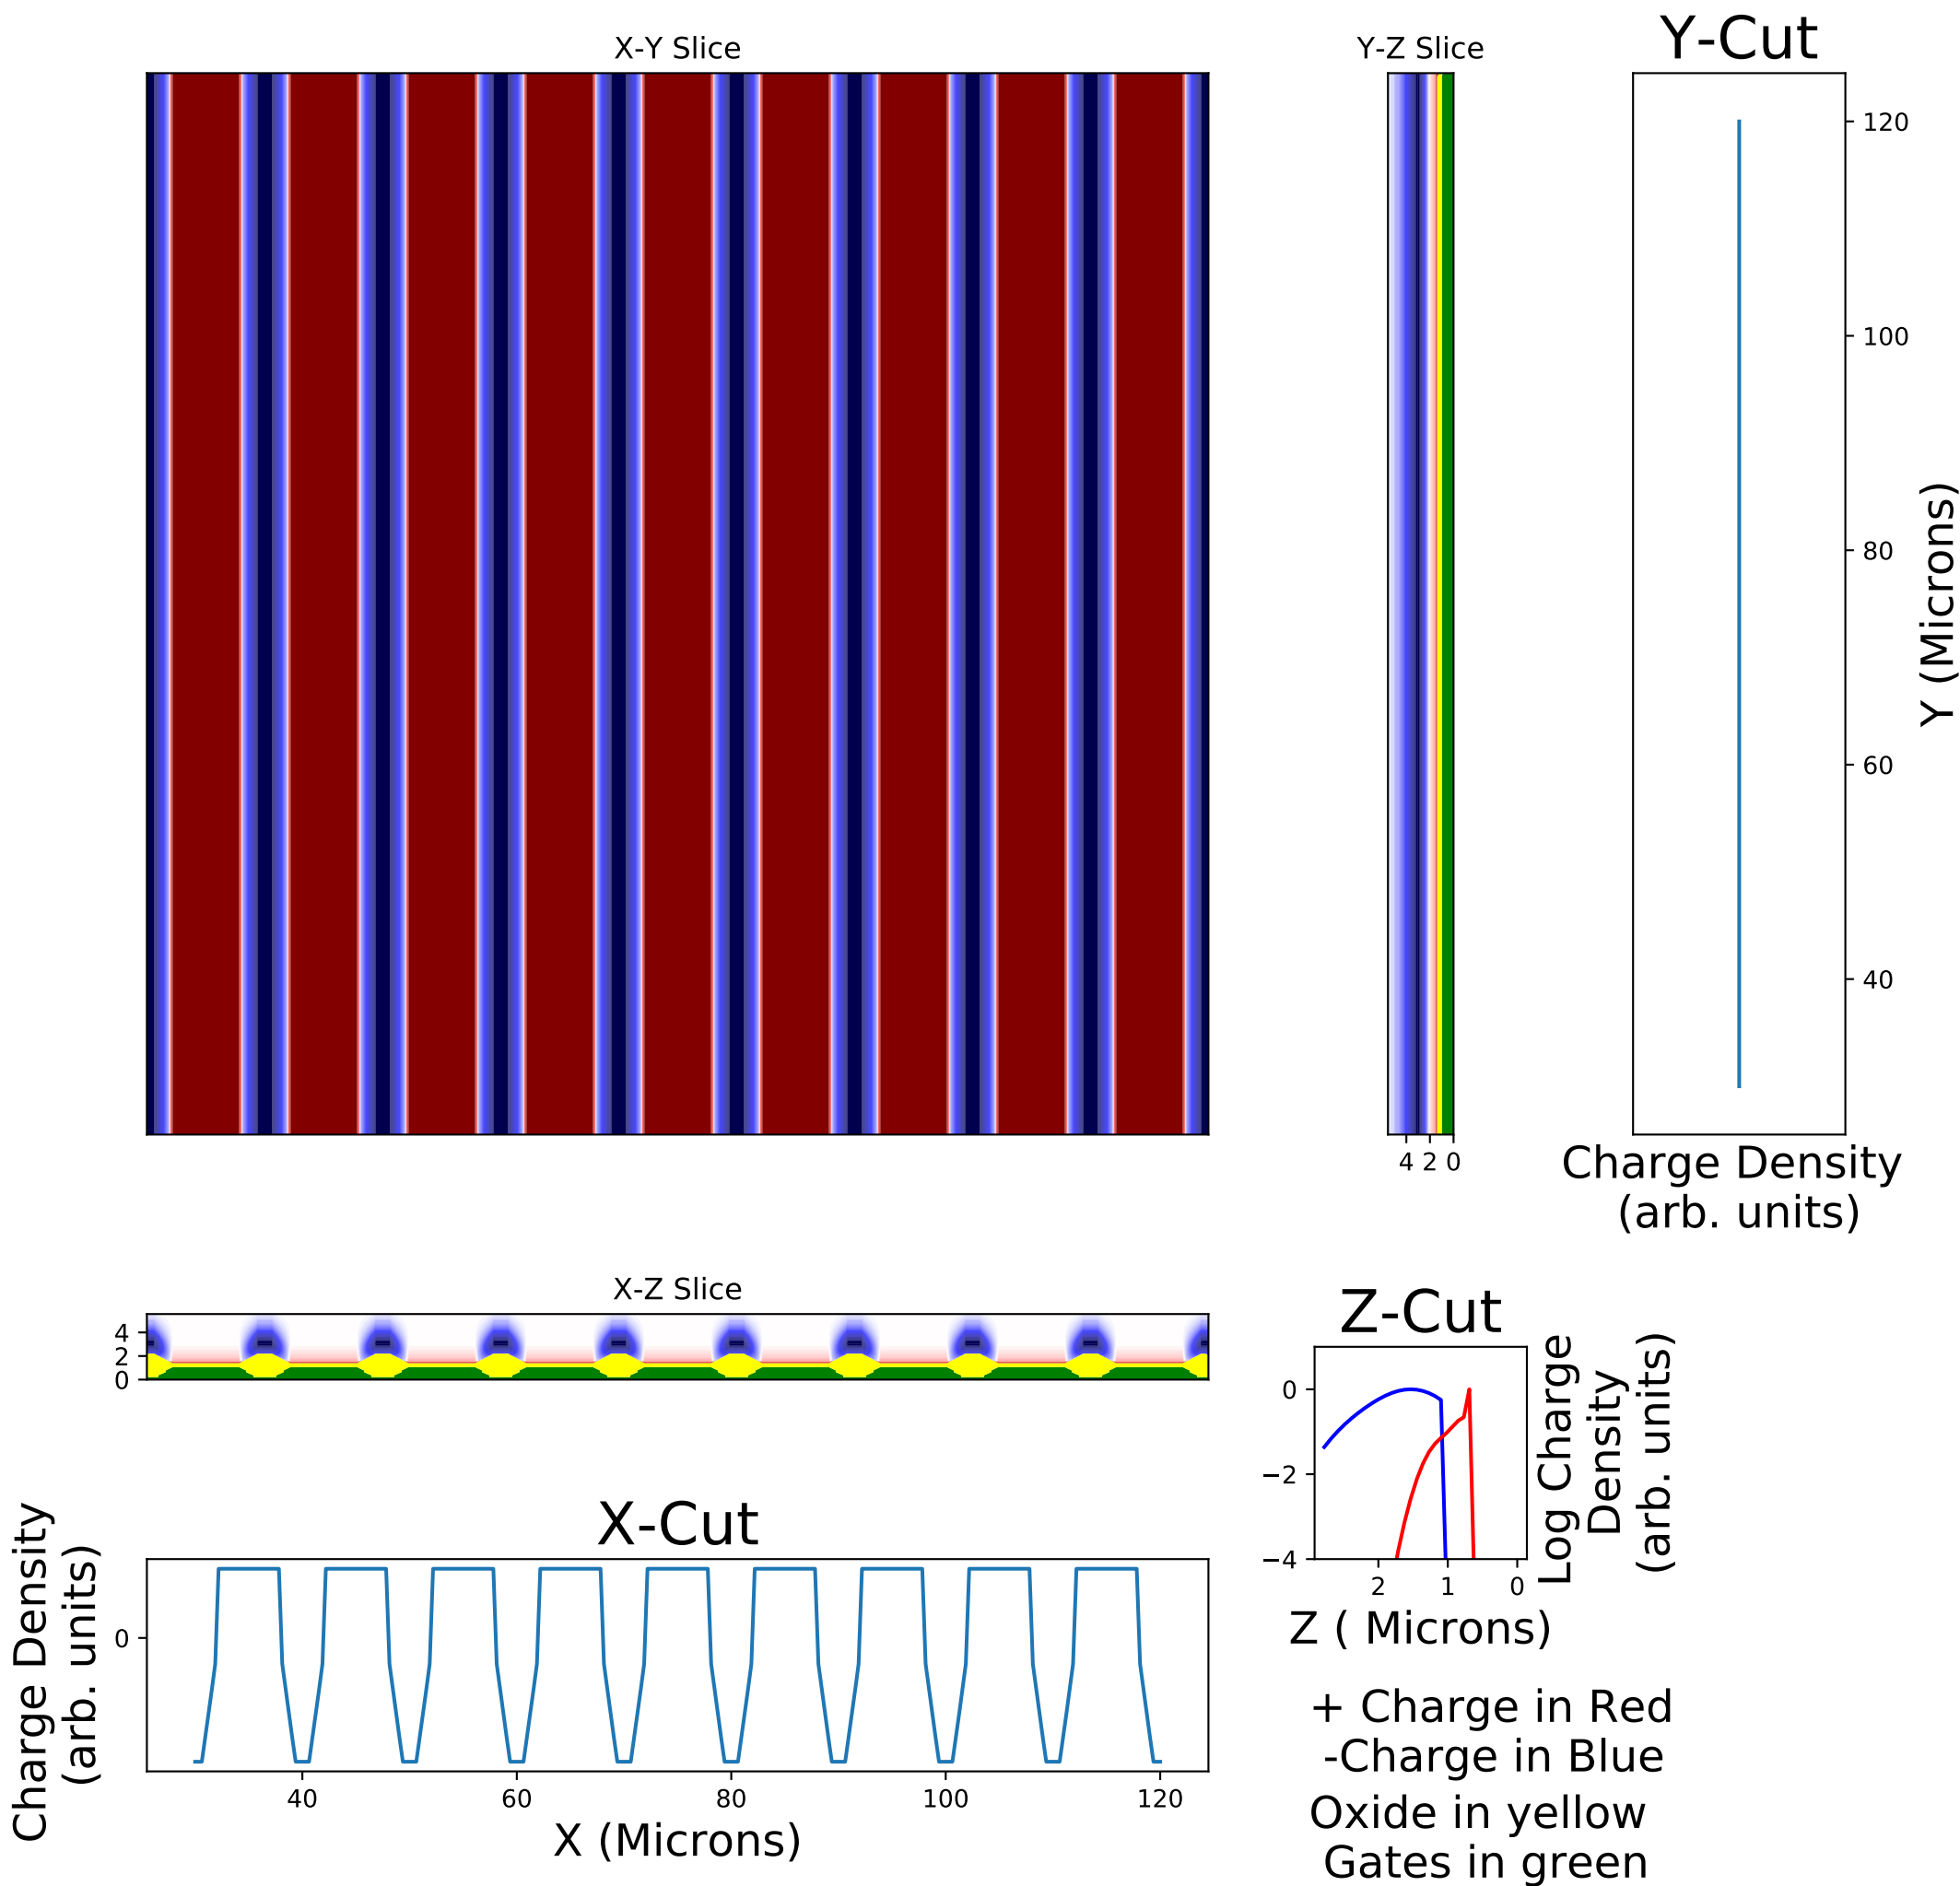 X-Y Slice
Y-Z Slice
Y-Cut
120
100
80
60
40
Y (Microns)
4 2 0
Charge Density
(arb. units)
X-Z Slice
4
2
0
Z-Cut
0
−2
−4
2 1 0
Z ( Microns)
Log Charge
Density
(arb. units)
X-Cut
Charge Density
(arb. units)
0
40 60 80 100 120
X (Microns)
+ Charge in Red
-Charge in Blue
Oxide in yellow
Gates in green